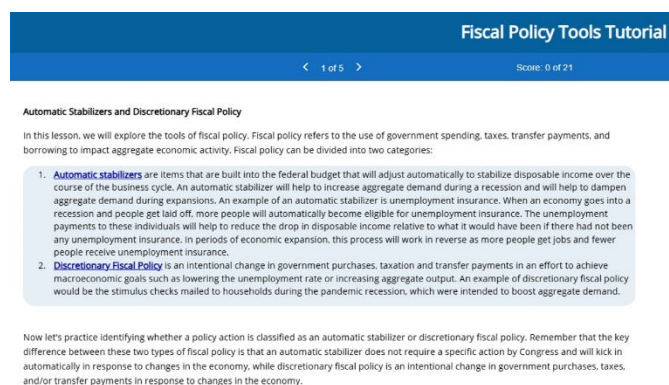 Fiscal Policy Tools Tutorial
< 1 of 5 >
Score: 0 of 21
Automatic Stabilizers and Discretionary Fiscal Policy
In this lesson, we will explore the tools of fiscal policy. Fiscal policy refers to the use of government spending, taxes, transfer payments, and
borrowing to impact aggregate economic activity. Fiscal policy can be divided into two categories:
1. Automatic stabilizers are items that are built into the federal budget that will adjust automatically to stabilize disposable income over the
course of the business cycle. An automatic stabilizer will help to increase aggregate demand during a recession and will help to dampen
aggregate demand during expansions. An example of an automatic stabilizer is unemployment insurance. When an economy goes into a
recession and people get laid off, more people will automatically become eligible for unemployment insurance. The unemployment
payments to these individuals will help to reduce the drop in disposable income relative to what it would have been if there had not been
any unemployment insurance. In periods of economic expansion, this process will work in reverse as more people get jobs and fewer
people receive unemployment insurance.
2. Discretionary Fiscal Policy is an intentional change in government purchases, taxation and transfer payments in an effort to achieve
macroeconomic goals such as lowering the unemployment rate or increasing aggregate output. An example of discretionary fiscal policy
would be the stimulus checks mailed to households during the pandemic recession, which were intended to boost aggregate demand.
Now let's practice identifying whether a policy action is classified as an automatic stabilizer or discretionary fiscal policy. Remember that the key
difference between these two types of fiscal policy is that an automatic stabilizer does not require a specific action by Congress and will kick in
automatically in response to changes in the economy, while discretionary fiscal policy is an intentional change in government purchases, taxes,
and/or transfer payments in response to changes in the economy.